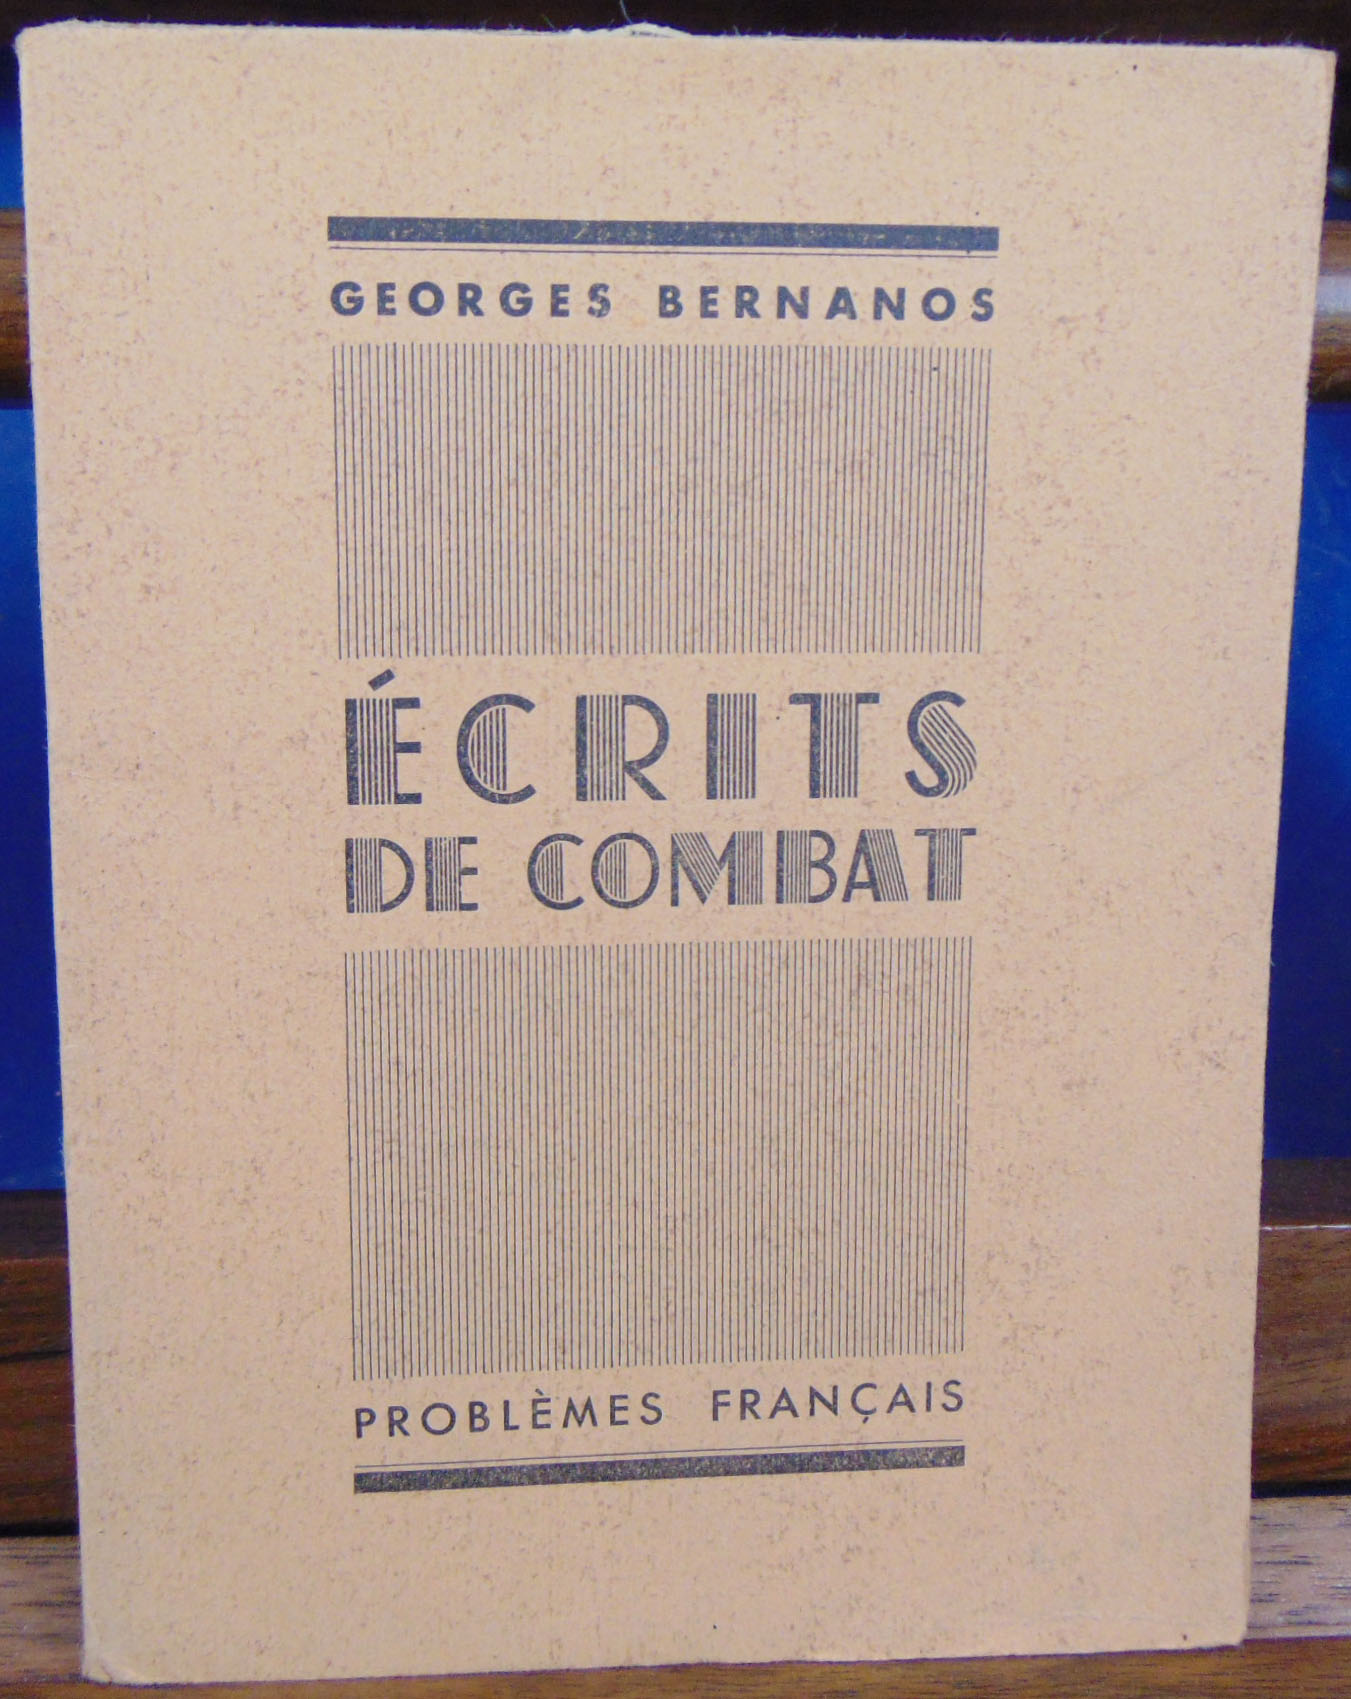 GEORGES BERNANOS
ÉCRITS
DE COMBAT
PROBLÈMES FRANÇAIS